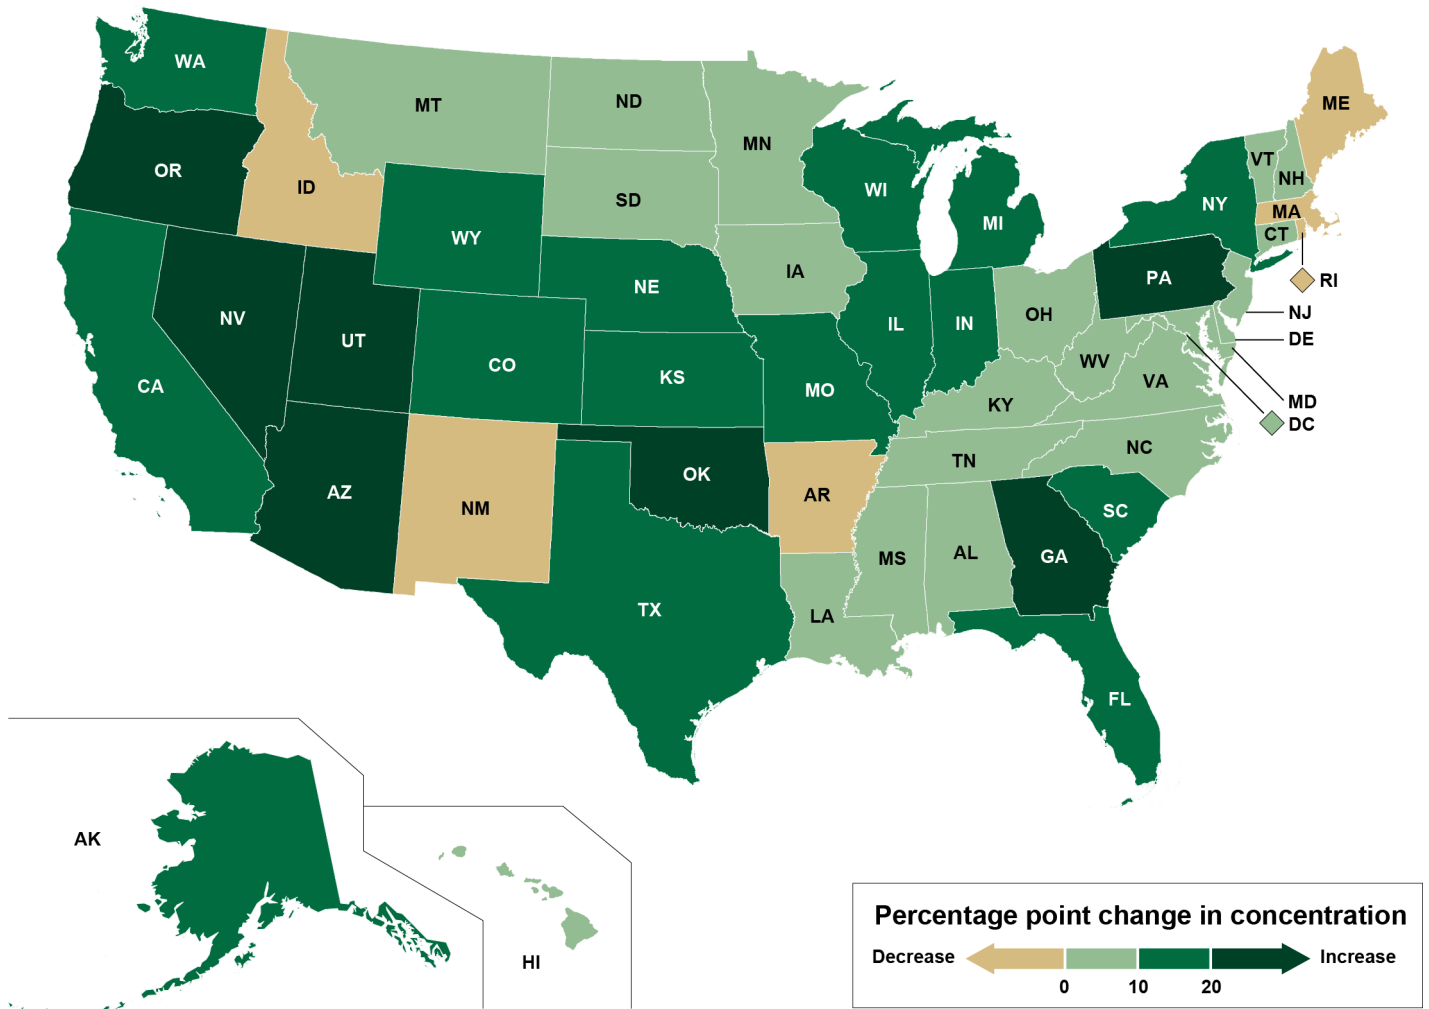 WA
MT
ND
MN
ME
OR
ID
SD
WI
VT
NH
NY
MA
CT
MI
WY
RI
IA
PA
NE
NJ
NV
OH
IL
IN
DE
UT
CO
WV
KS
VA
CA
MO
MD
KY
DC
NC
TN
OK
AZ
AR
NM
SC
MS
AL
GA
TX
LA
FL
AK
HI
Percentage point change in concentration
Decrease
Increase
0 10 20